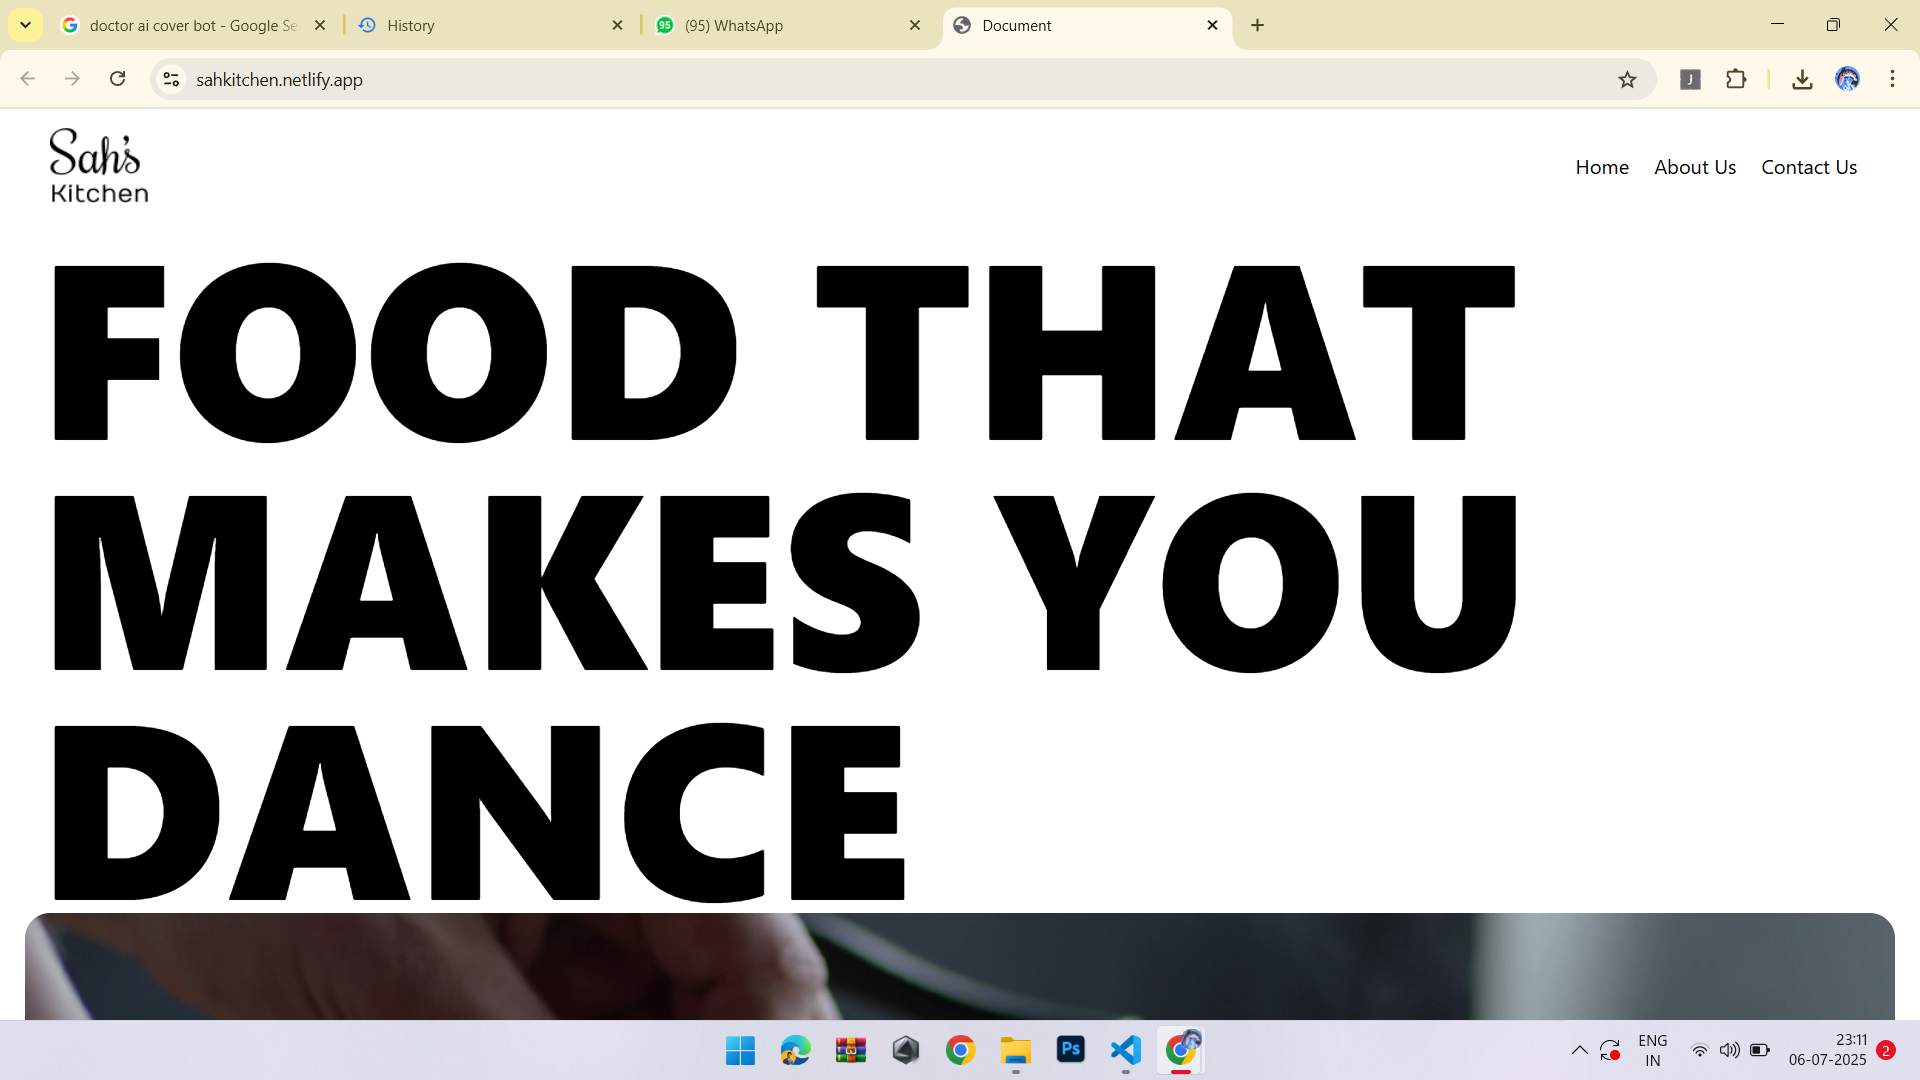 doctor ai cover bot - Google Se
History
(95) WhatsApp
Document
sahkitchen.netlify.app
J
Sah's
Kitchen
Home About Us Contact Us
FOOD THAT
MAKES YOU
DANCE
Ps
ENG
IN
23:11
06-07-2025
2